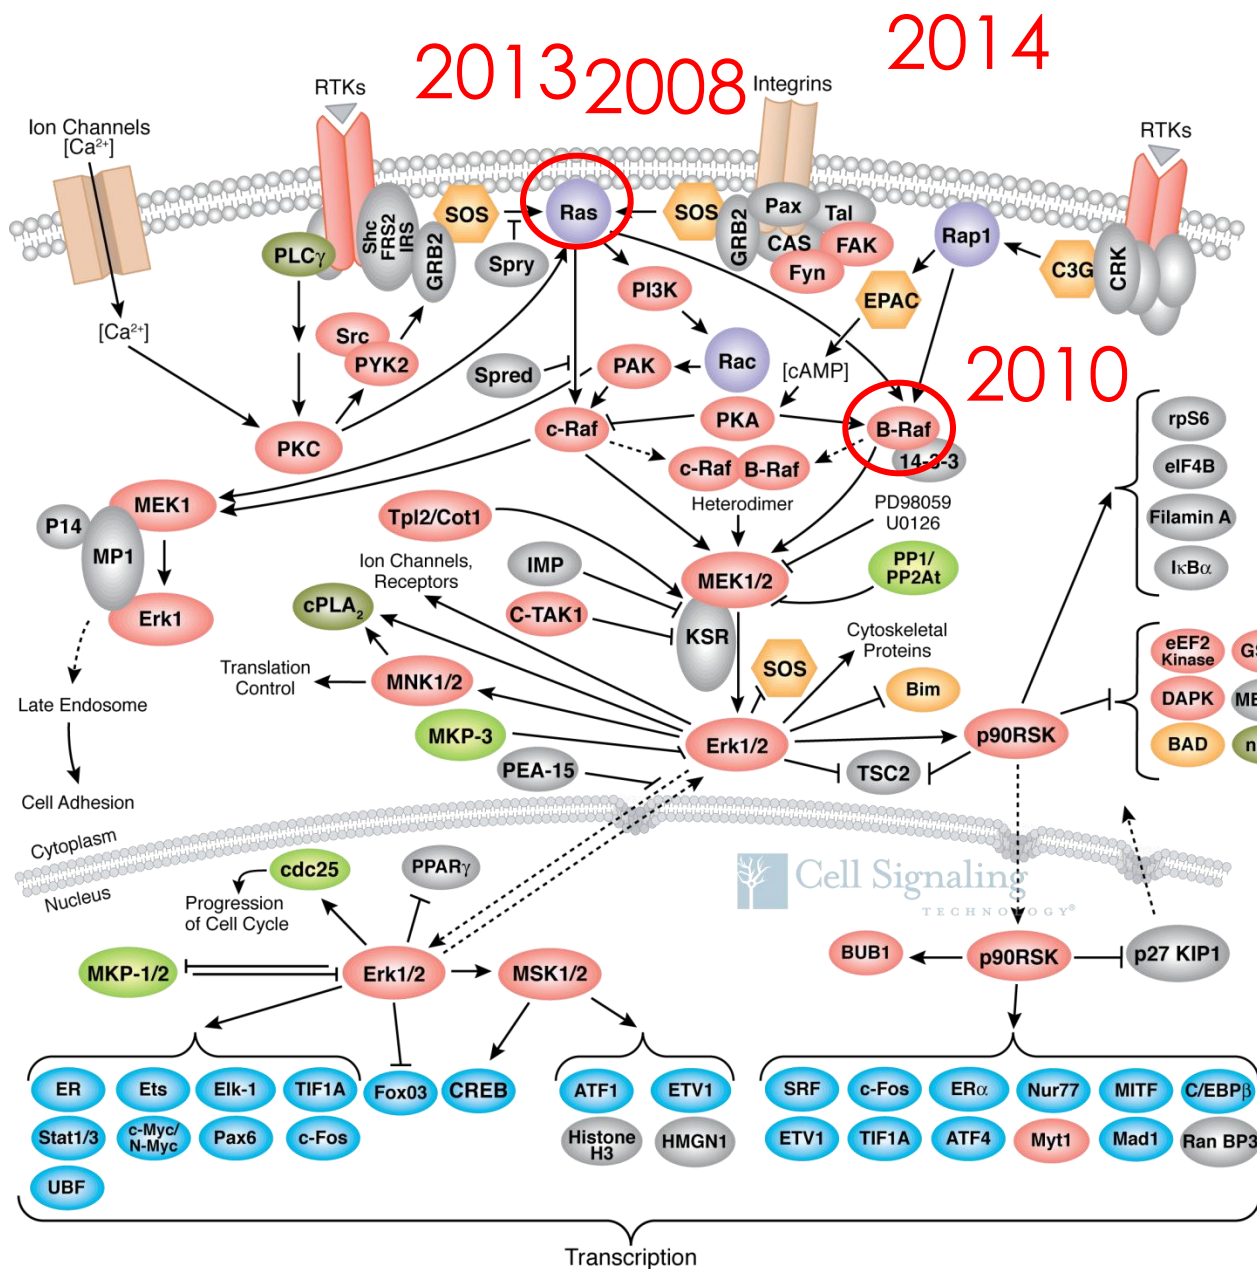 2013
2008
2014
RTKs
Integrins
Ion Channels
[Ca²⁺]
RTKs
SOS
Ras
SOS
Pax
Tal
Shc
FRS2
IRS
GRB2
GRB2
CAS
FAK
Fyn
Rap1
C3G
CRK
PLCγ
Spry
PI3K
EPAC
[Ca²⁺]
Src
PYK2
Spred
PAK
Rac
[cAMP]
2010
PKC
c-Raf
PKA
B-Raf
14-3-3
c-Raf
B-Raf
Heterodimer
rpS6
eIF4B
Filamin A
IκBα
MEK1
P14
MP1
Erk1
Tpl2/Cot1
PD98059
U0126
Ion Channels,
Receptors
IMP
MEK1/2
PP1/
PP2At
cPLA₂
C-TAK1
KSR
Cytoskeletal
Proteins
Translation
Control
MNK1/2
SOS
Bim
eEF2
Kinase
GS
DAPK
ME
BAD
n
Late Endosome
MKP-3
Erk1/2
p90RSK
PEA-15
TSC2
Cell Adhesion
Cytoplasm
Nucleus
cdc25
PPARγ
Progression
of Cell Cycle
Cell Signaling
TECHNOLOGY®
MKP-1/2
Erk1/2
MSK1/2
BUB1
p90RSK
p27 KIP1
ER
Ets
Elk-1
TIF1A
Fox03
CREB
ATF1
ETV1
SRF
c-Fos
ERα
Nur77
MITF
C/EBPβ
Stat1/3
c-Myc/
N-Myc
Pax6
c-Fos
Histone
H3
HMGN1
ETV1
TIF1A
ATF4
Myt1
Mad1
Ran BP3
UBF
Transcription